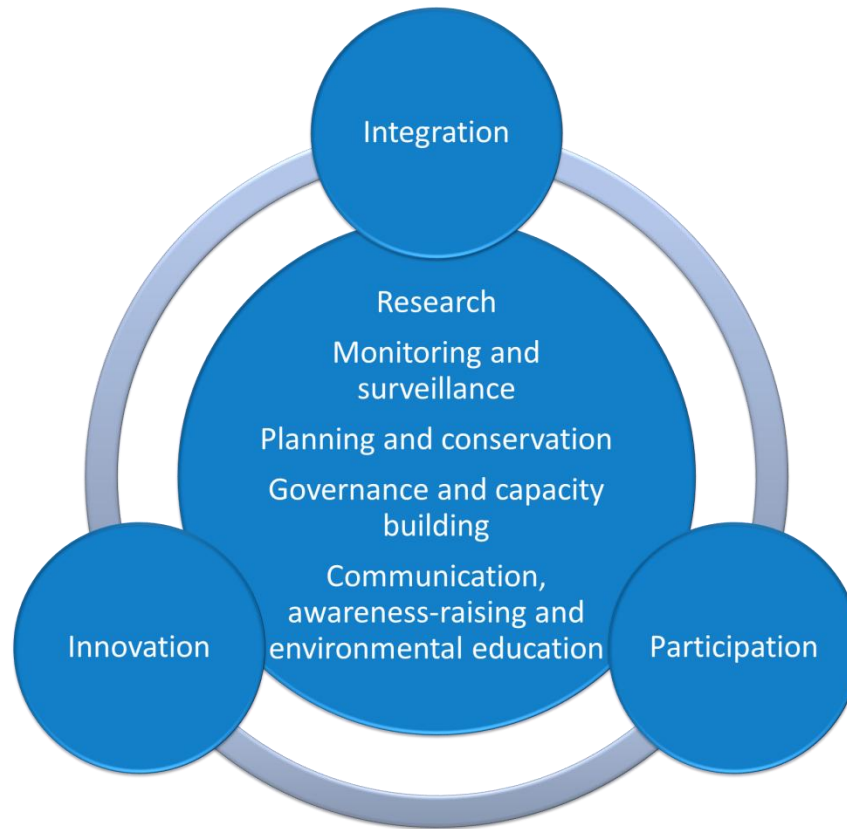 Integration
Research
Monitoring and
surveillance
Planning and conservation
Governance and capacity
building
Communication,
awareness-raising and
environmental education
Innovation
Participation